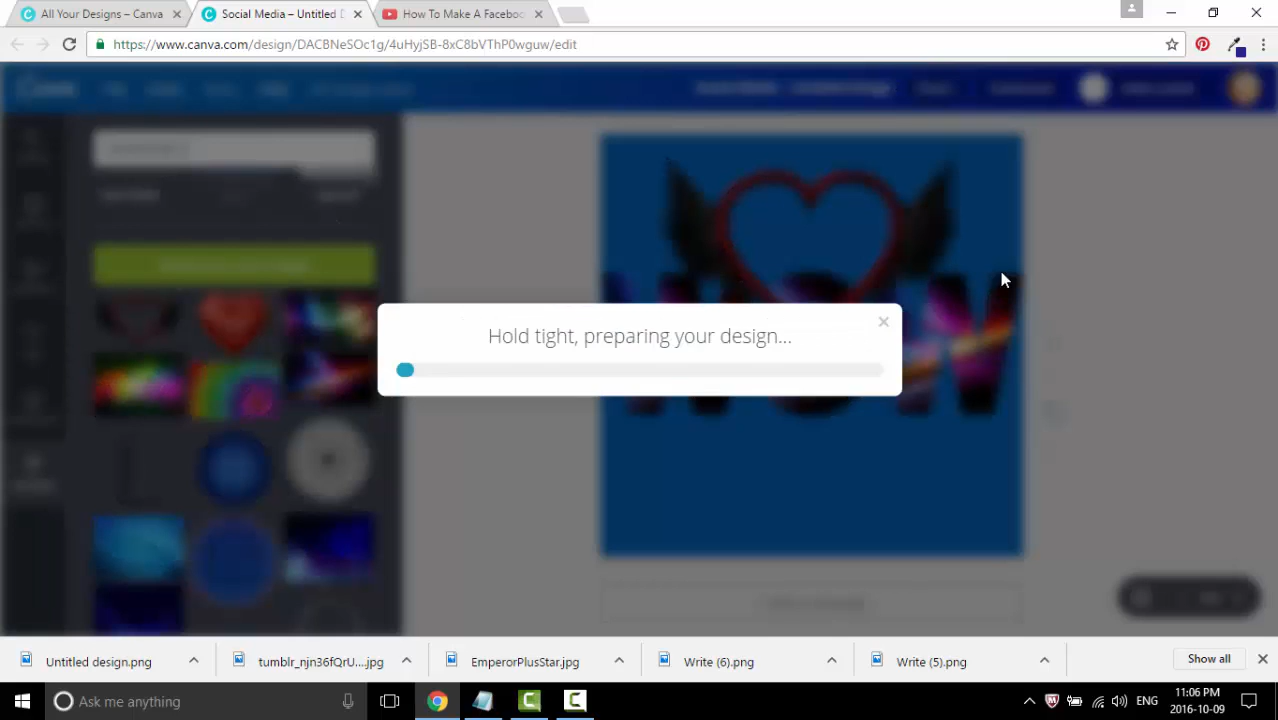 All Your Designs – Canva
Social Media – Untitled D
How To Make A Faceboo
https://www.canva.com/design/DACBNeSOc1g/4uHyjSB-8xC8bVThP0wguw/edit
Hold tight, preparing your design...
Untitled design.png
tumblr_njn36fQrU....jpg
EmperorPlusStar.jpg
Write (6).png
Write (5).png
Show all
Ask me anything
ENG
11:06 PM
2016-10-09